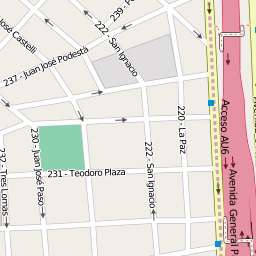 José Castelli
239 - R
222 - San Ignacio
237 - Juan José Podestá
220 - La Paz
Acceso AU6
230 - Juan José Paso
231 - Teodoro Plaza
222 - San Ignacio
232 - Tres Lomas
Avenida General P